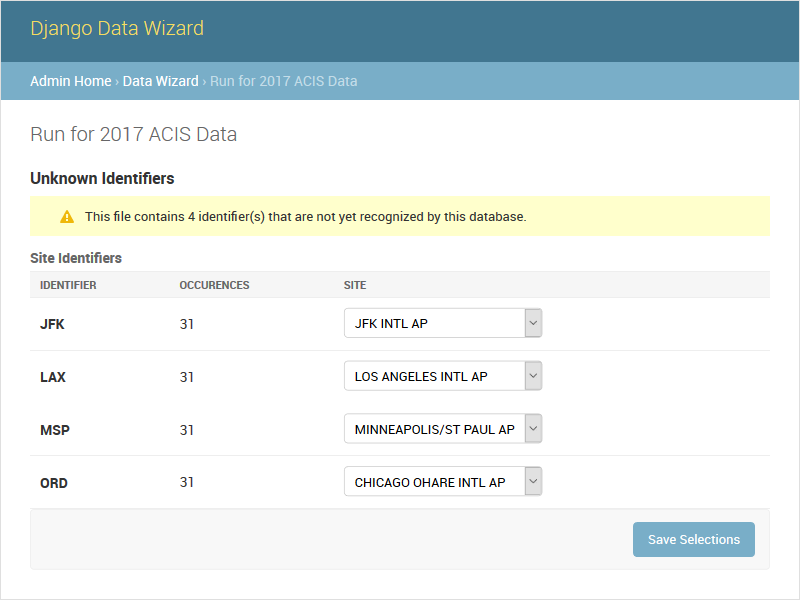 Django Data Wizard
Admin Home › Data Wizard › Run for 2017 ACIS Data
Run for 2017 ACIS Data
Unknown Identifiers
This file contains 4 identifier(s) that are not yet recognized by this database.
Site Identifiers
IDENTIFIER OCCURENCES SITE
JFK 31 JFK INTL AP
LAX 31 LOS ANGELES INTL AP
MSP 31 MINNEAPOLIS/ST PAUL AP
ORD 31 CHICAGO OHARE INTL AP
Save Selections